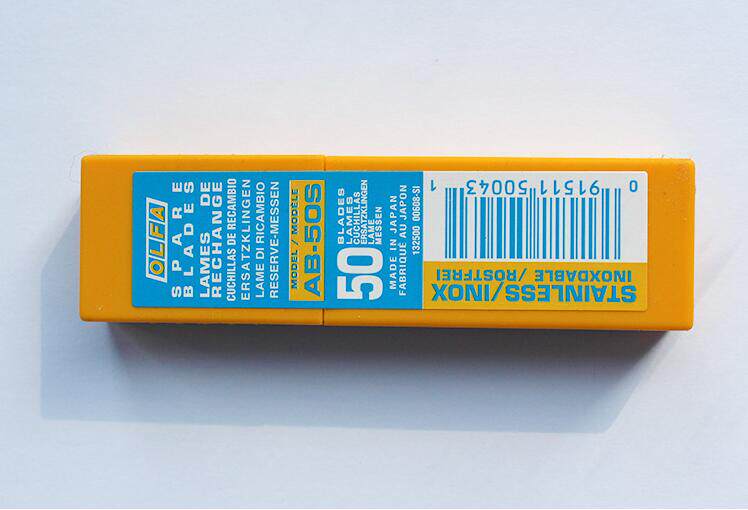 OLFA
SPARE
BLADES
LAMES DE
RECHANGE
CUCHILLAS DE RECAMBIO
ERSATZKLINGEN
LAME DI RICAMBIO
RESERVE-MESSEN
MODEL / MODÈLE
AB-50S
50
BLADES
LAMES
CUCHILLAS
ERSATZKLINGEN
LAME
MESSEN
MADE IN JAPAN
FABRIQUÉ AU JAPON
132500 00608-SI
STAINLESS/INOX
INOXDABLE / ROSTFREI
0 91511 50043 1